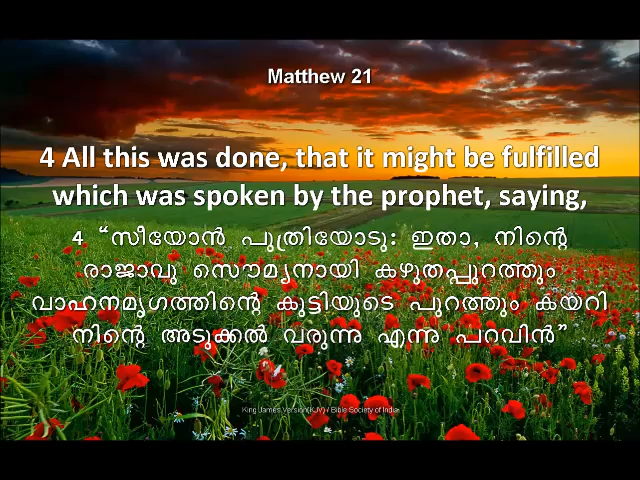 Matthew 21
4 All this was done, that it might be fulfilled
which was spoken by the prophet, saying,
4 “സീയോൻ പുത്രിയോടു: ഇതാ, നിന്റെ
രാജാവു സൌമ്യനായി കഴുതപ്പുറത്തും
വാഹനമൃഗത്തിന്റെ കുട്ടിയുടെ പുറത്തും കയറി
നിന്റെ അടുക്കൽ വരുന്നു എന്നു പറവിൻ”
King James Version(KJV) / Bible Society of India